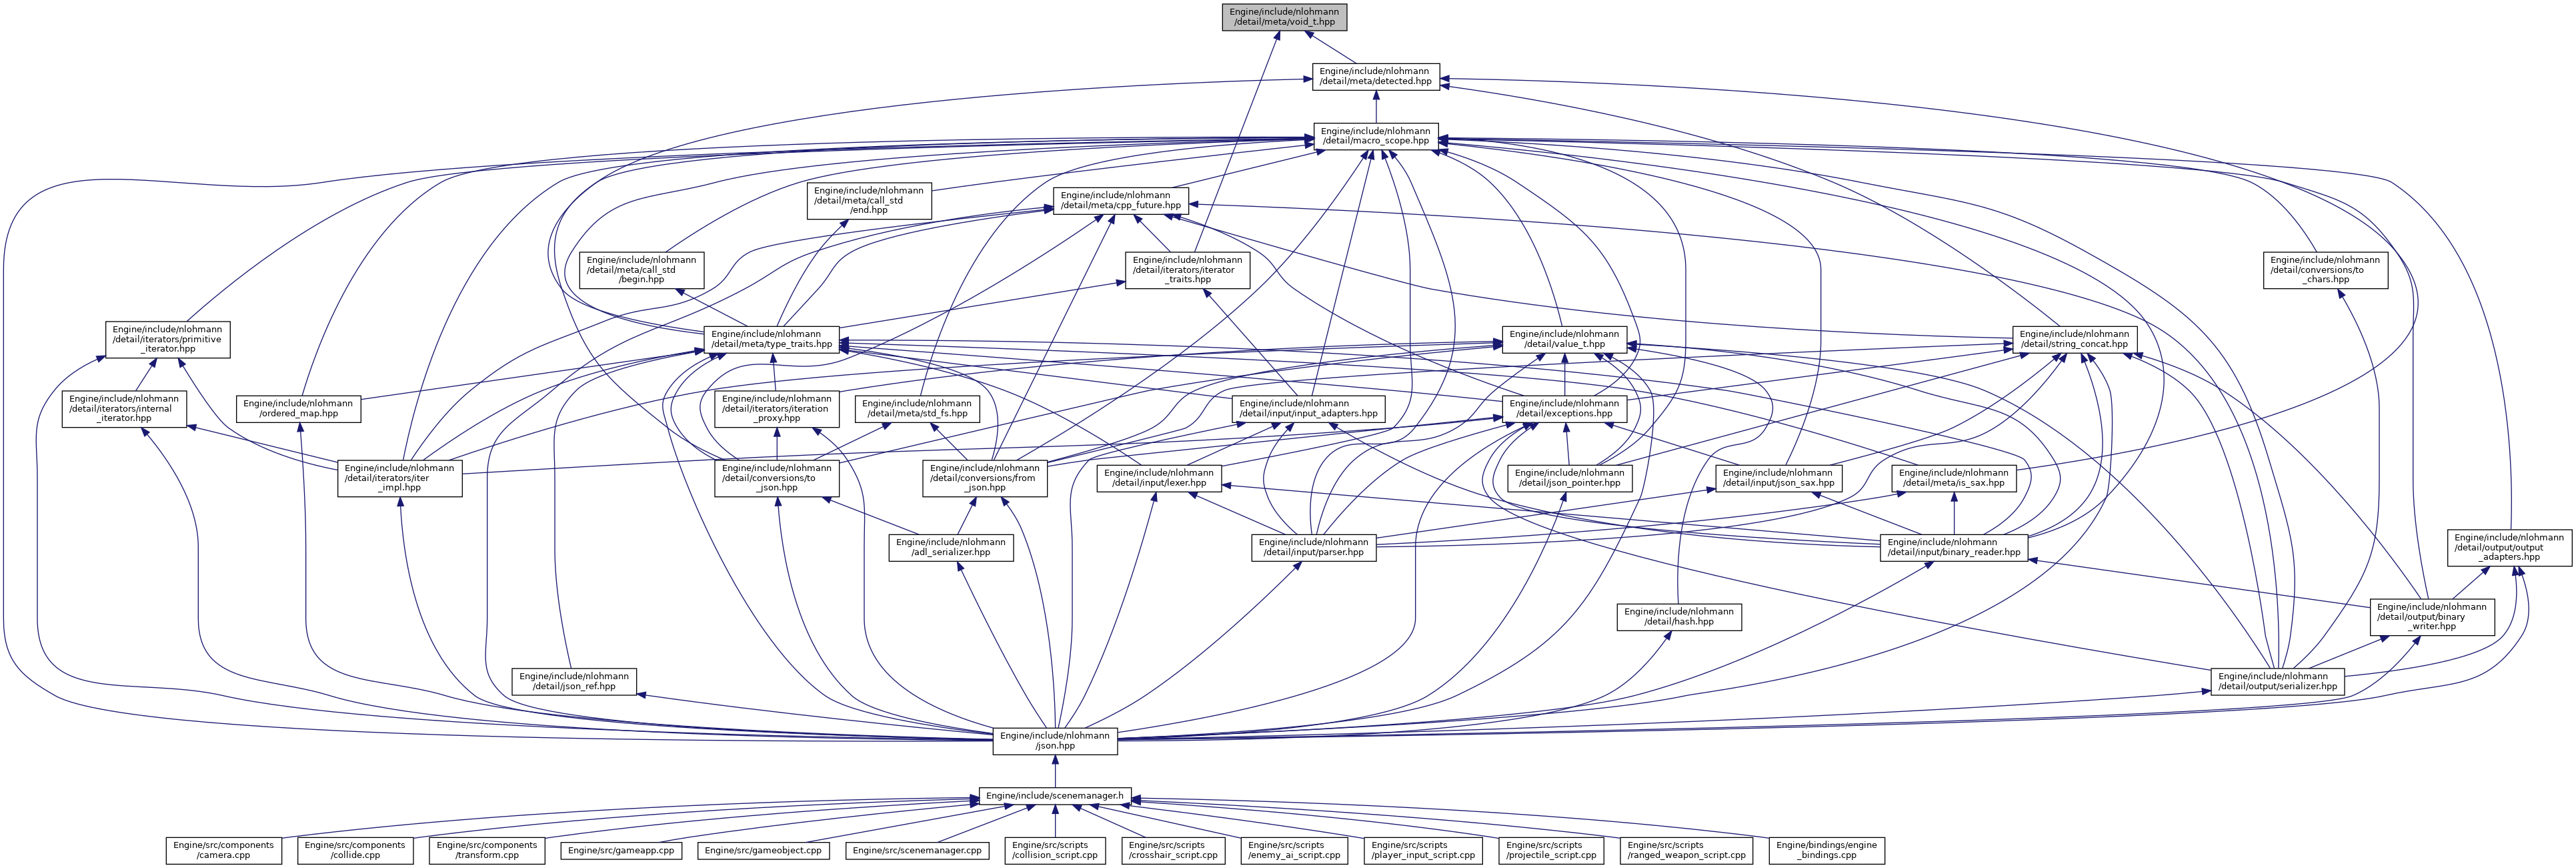 Engine/include/nlohmann
/detail/meta/void_t.hpp
Engine/include/nlohmann
/detail/meta/detected.hpp
Engine/include/nlohmann
/detail/macro_scope.hpp
Engine/include/nlohmann
/detail/meta/call_std
/end.hpp
Engine/include/nlohmann
/detail/meta/cpp_future.hpp
Engine/include/nlohmann
/detail/meta/call_std
/begin.hpp
Engine/include/nlohmann
/detail/iterators/iterator
_traits.hpp
Engine/include/nlohmann
/detail/conversions/to
_chars.hpp
Engine/include/nlohmann
/detail/iterators/primitive
_iterator.hpp
Engine/include/nlohmann
/detail/meta/type_traits.hpp
Engine/include/nlohmann
/detail/value_t.hpp
Engine/include/nlohmann
/detail/string_concat.hpp
Engine/include/nlohmann
/detail/iterators/internal
_iterator.hpp
Engine/include/nlohmann
/ordered_map.hpp
Engine/include/nlohmann
/detail/iterators/iteration
_proxy.hpp
Engine/include/nlohmann
/detail/meta/std_fs.hpp
Engine/include/nlohmann
/detail/input/input_adapters.hpp
Engine/include/nlohmann
/detail/exceptions.hpp
Engine/include/nlohmann
/detail/iterators/iter
_impl.hpp
Engine/include/nlohmann
/detail/conversions/to
_json.hpp
Engine/include/nlohmann
/detail/conversions/from
_json.hpp
Engine/include/nlohmann
/detail/input/lexer.hpp
Engine/include/nlohmann
/detail/json_pointer.hpp
Engine/include/nlohmann
/detail/input/json_sax.hpp
Engine/include/nlohmann
/detail/meta/is_sax.hpp
Engine/include/nlohmann
/adl_serializer.hpp
Engine/include/nlohmann
/detail/input/parser.hpp
Engine/include/nlohmann
/detail/input/binary_reader.hpp
Engine/include/nlohmann
/detail/output/output
_adapters.hpp
Engine/include/nlohmann
/detail/hash.hpp
Engine/include/nlohmann
/detail/output/binary
_writer.hpp
Engine/include/nlohmann
/detail/json_ref.hpp
Engine/include/nlohmann
/detail/output/serializer.hpp
Engine/include/nlohmann
/json.hpp
Engine/include/scenemanager.h
Engine/src/components
/camera.cpp
Engine/src/components
/collide.cpp
Engine/src/components
/transform.cpp
Engine/src/gameapp.cpp
Engine/src/gameobject.cpp
Engine/src/scenemanager.cpp
Engine/src/scripts
/collision_script.cpp
Engine/src/scripts
/crosshair_script.cpp
Engine/src/scripts
/enemy_ai_script.cpp
Engine/src/scripts
/player_input_script.cpp
Engine/src/scripts
/projectile_script.cpp
Engine/src/scripts
/ranged_weapon_script.cpp
Engine/bindings/engine
_bindings.cpp